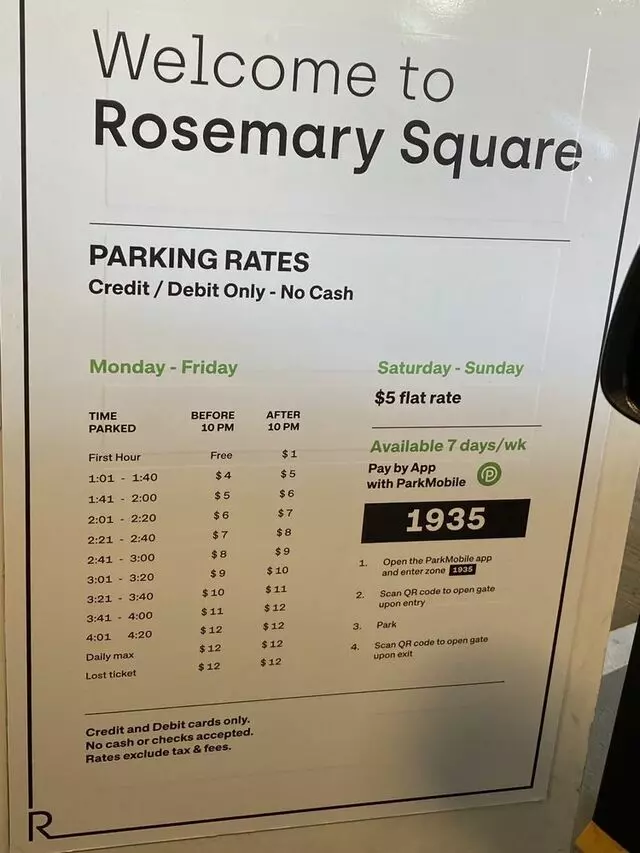 Welcome to
Rosemary Square
PARKING RATES
Credit / Debit Only - No Cash
Monday - Friday
TIME PARKED BEFORE 10 PM AFTER 10 PM
First Hour Free $1
1:01 - 1:40 $4 $5
1:41 - 2:00 $5 $6
2:01 - 2:20 $6 $7
2:21 - 2:40 $7 $8
2:41 - 3:00 $8 $9
3:01 - 3:20 $9 $10
3:21 - 3:40 $10 $11
3:41 - 4:00 $11 $12
4:01 4:20 $12 $12
Daily max $12 $12
Lost ticket $12 $12
Saturday - Sunday
$5 flat rate
Available 7 days/wk
Pay by App
with ParkMobile
1935
1. Open the ParkMobile app
and enter zone 1935
2. Scan QR code to open gate
upon entry
3. Park
4. Scan QR code to open gate
upon exit
Credit and Debit cards only.
No cash or checks accepted.
Rates exclude tax & fees.
R